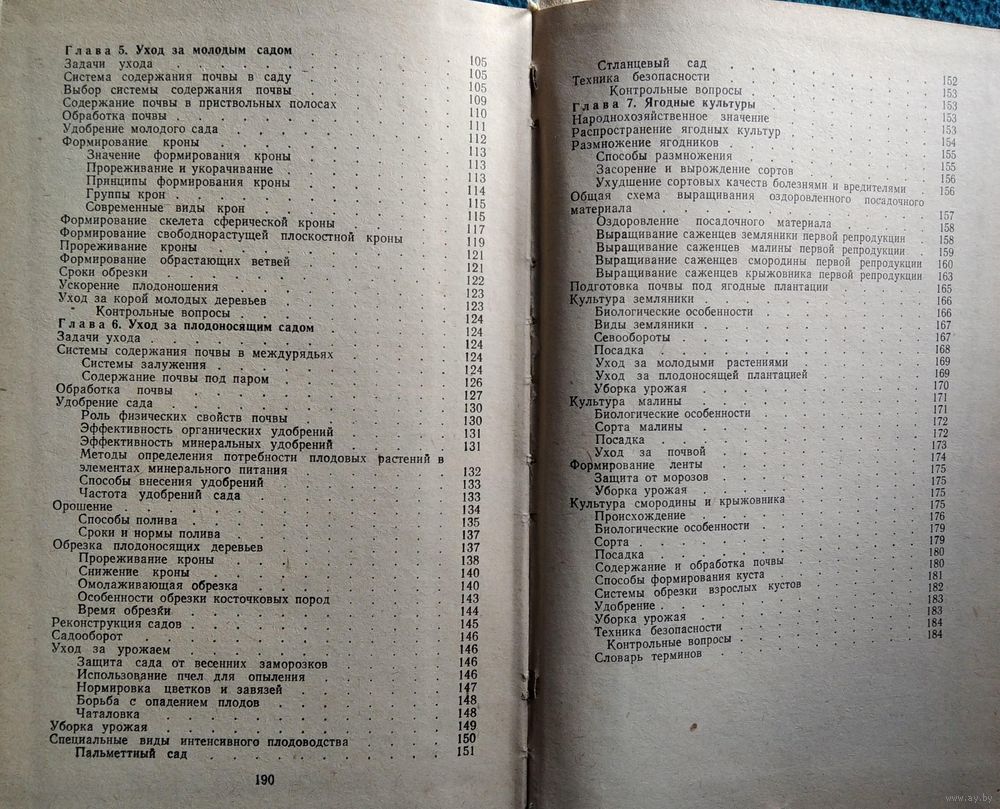 Глава 5. Уход за молодым садом . . . . . 105
Задачи ухода . . . . . 105
Система содержания почвы в саду . . . . . 105
Выбор системы содержания почвы . . . . . 109
Содержание почвы в приствольных полосах . . . . . 110
Обработка почвы . . . . . 111
Удобрение молодого сада . . . . . 112
Формирование кроны . . . . . 113
Значение формирования кроны . . . . . 113
Прореживание и укорачивание . . . . . 113
Принципы формирования кроны . . . . . 114
Группы крон . . . . . 115
Современные виды крон . . . . . 115
Формирование скелета сферической кроны . . . . . 117
Формирование свободнорастущей плоскостной кроны . . . . . 119
Прореживание кроны . . . . . 121
Формирование обрастающих ветвей . . . . . 121
Сроки обрезки . . . . . 122
Ускорение плодоношения . . . . . 123
Уход за корой молодых деревьев . . . . . 123
Контрольные вопросы . . . . . 124
Глава 6. Уход за плодоносящим садом . . . . . 124
Задачи ухода . . . . . 124
Системы содержания почвы в междурядьях . . . . . 124
Системы залужения . . . . . 124
Содержание почвы под паром . . . . . 126
Обработка почвы . . . . . 127
Удобрение сада . . . . . 130
Роль физических свойств почвы . . . . . 130
Эффективность органических удобрений . . . . . 131
Эффективность минеральных удобрений . . . . . 131
Методы определения потребности плодовых растений в
элементах минерального питания . . . . . 132
Способы внесения удобрений . . . . . 133
Частота удобрений сада . . . . . 133
Орошение . . . . . 134
Способы полива . . . . . 135
Сроки и нормы полива . . . . . 137
Обрезка плодоносящих деревьев . . . . . 137
Прореживание кроны . . . . . 138
Снижение кроны . . . . . 140
Омолаживающая обрезка . . . . . 140
Особенности обрезки косточковых пород . . . . . 143
Время обрезки . . . . . 144
Реконструкция садов . . . . . 145
Садооборот . . . . . 146
Уход за урожаем . . . . . 146
Защита сада от весенних заморозков . . . . . 146
Использование пчел для опыления . . . . . 146
Нормировка цветков и завязей . . . . . 147
Борьба с опадением плодов . . . . . 148
Чаталовка . . . . . 148
Уборка урожая . . . . . 149
Специальные виды интенсивного плодоводства . . . . . 150
Пальметтный сад . . . . . 151
190
Стланцевый сад . . . . . 152
Техника безопасности . . . . . 153
Контрольные вопросы . . . . . 153
Глава 7. Ягодные культуры . . . . . 153
Народнохозяйственное значение . . . . . 153
Распространение ягодных культур . . . . . 154
Размножение ягодников . . . . . 155
Способы размножения . . . . . 155
Засорение и вырождение сортов . . . . . 156
Ухудшение сортовых качеств болезнями и вредителями . 156
Общая схема выращивания оздоровленного посадочного
материала . . . . . 157
Оздоровление посадочного материала . . . . . 158
Выращивание саженцев земляники первой репродукции 158
Выращивание саженцев малины первой репродукции . 159
Выращивание саженцев смородины первой репродукции 160
Выращивание саженцев крыжовника первой репродукции 163
Подготовка почвы под ягодные плантации . . . . . 165
Культура земляники . . . . . 166
Биологические особенности . . . . . 166
Виды земляники . . . . . 167
Севообороты . . . . . 167
Посадка . . . . . 168
Уход за молодыми растениями . . . . . 169
Уход за плодоносящей плантацией . . . . . 169
Уборка урожая . . . . . 170
Культура малины . . . . . 171
Биологические особенности . . . . . 171
Сорта малины . . . . . 172
Посадка . . . . . 172
Уход за почвой . . . . . 173
Формирование ленты . . . . . 174
Защита от морозов . . . . . 175
Уборка урожая . . . . . 175
Культура смородины и крыжовника . . . . . 175
Происхождение . . . . . 175
Биологические особенности . . . . . 176
Сорта . . . . . 179
Посадка . . . . . 179
Содержание и обработка почвы . . . . . 180
Способы формирования куста . . . . . 180
Системы обрезки взрослых кустов . . . . . 181
Удобрение . . . . . 182
Уборка урожая . . . . . 183
Техника безопасности . . . . . 183
Контрольные вопросы . . . . . 184
Словарь терминов . . . . . 184
www.ay.by